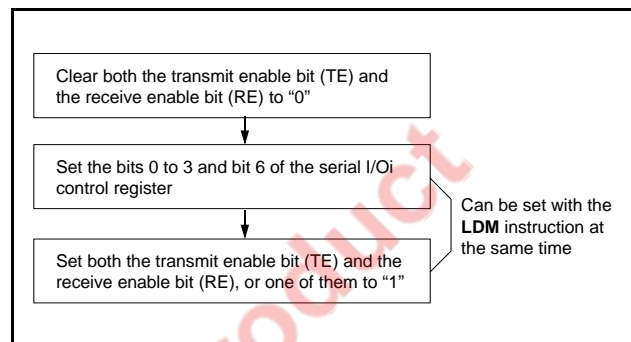 Clear both the transmit enable bit (TE) and
the receive enable bit (RE) to “0”
Set the bits 0 to 3 and bit 6 of the serial I/Oi
control register
Set both the transmit enable bit (TE) and the
receive enable bit (RE), or one of them to “1”
Can be set with the
LDM instruction at
the same time
roduct